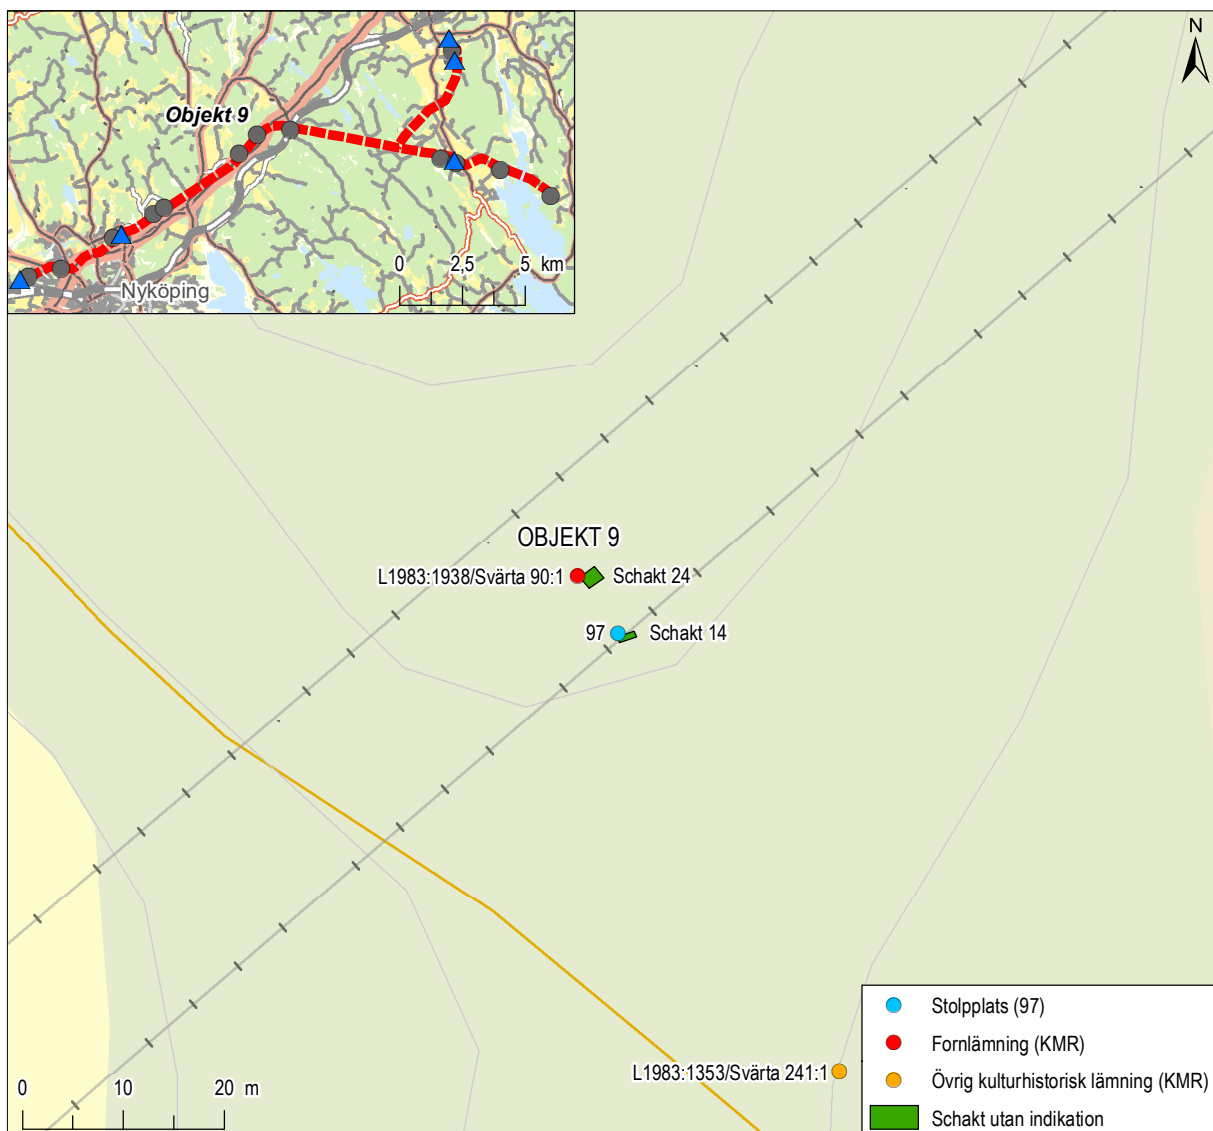 N
Objekt 9
0 2,5 5 km
Nyköping
OBJEKT 9
L1983:1938/Svärta 90:1
Schakt 24
97
Schakt 14
L1983:1353/Svärta 241:1
0 10 20 m
Stolpplats (97)
Fornlämning (KMR)
Övrig kulturhistorisk lämning (KMR)
Schakt utan indikation